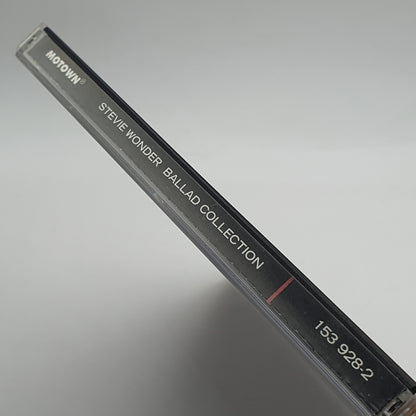 MOTOWN®
STEVIE WONDER BALLAD COLLECTION
153 928-2